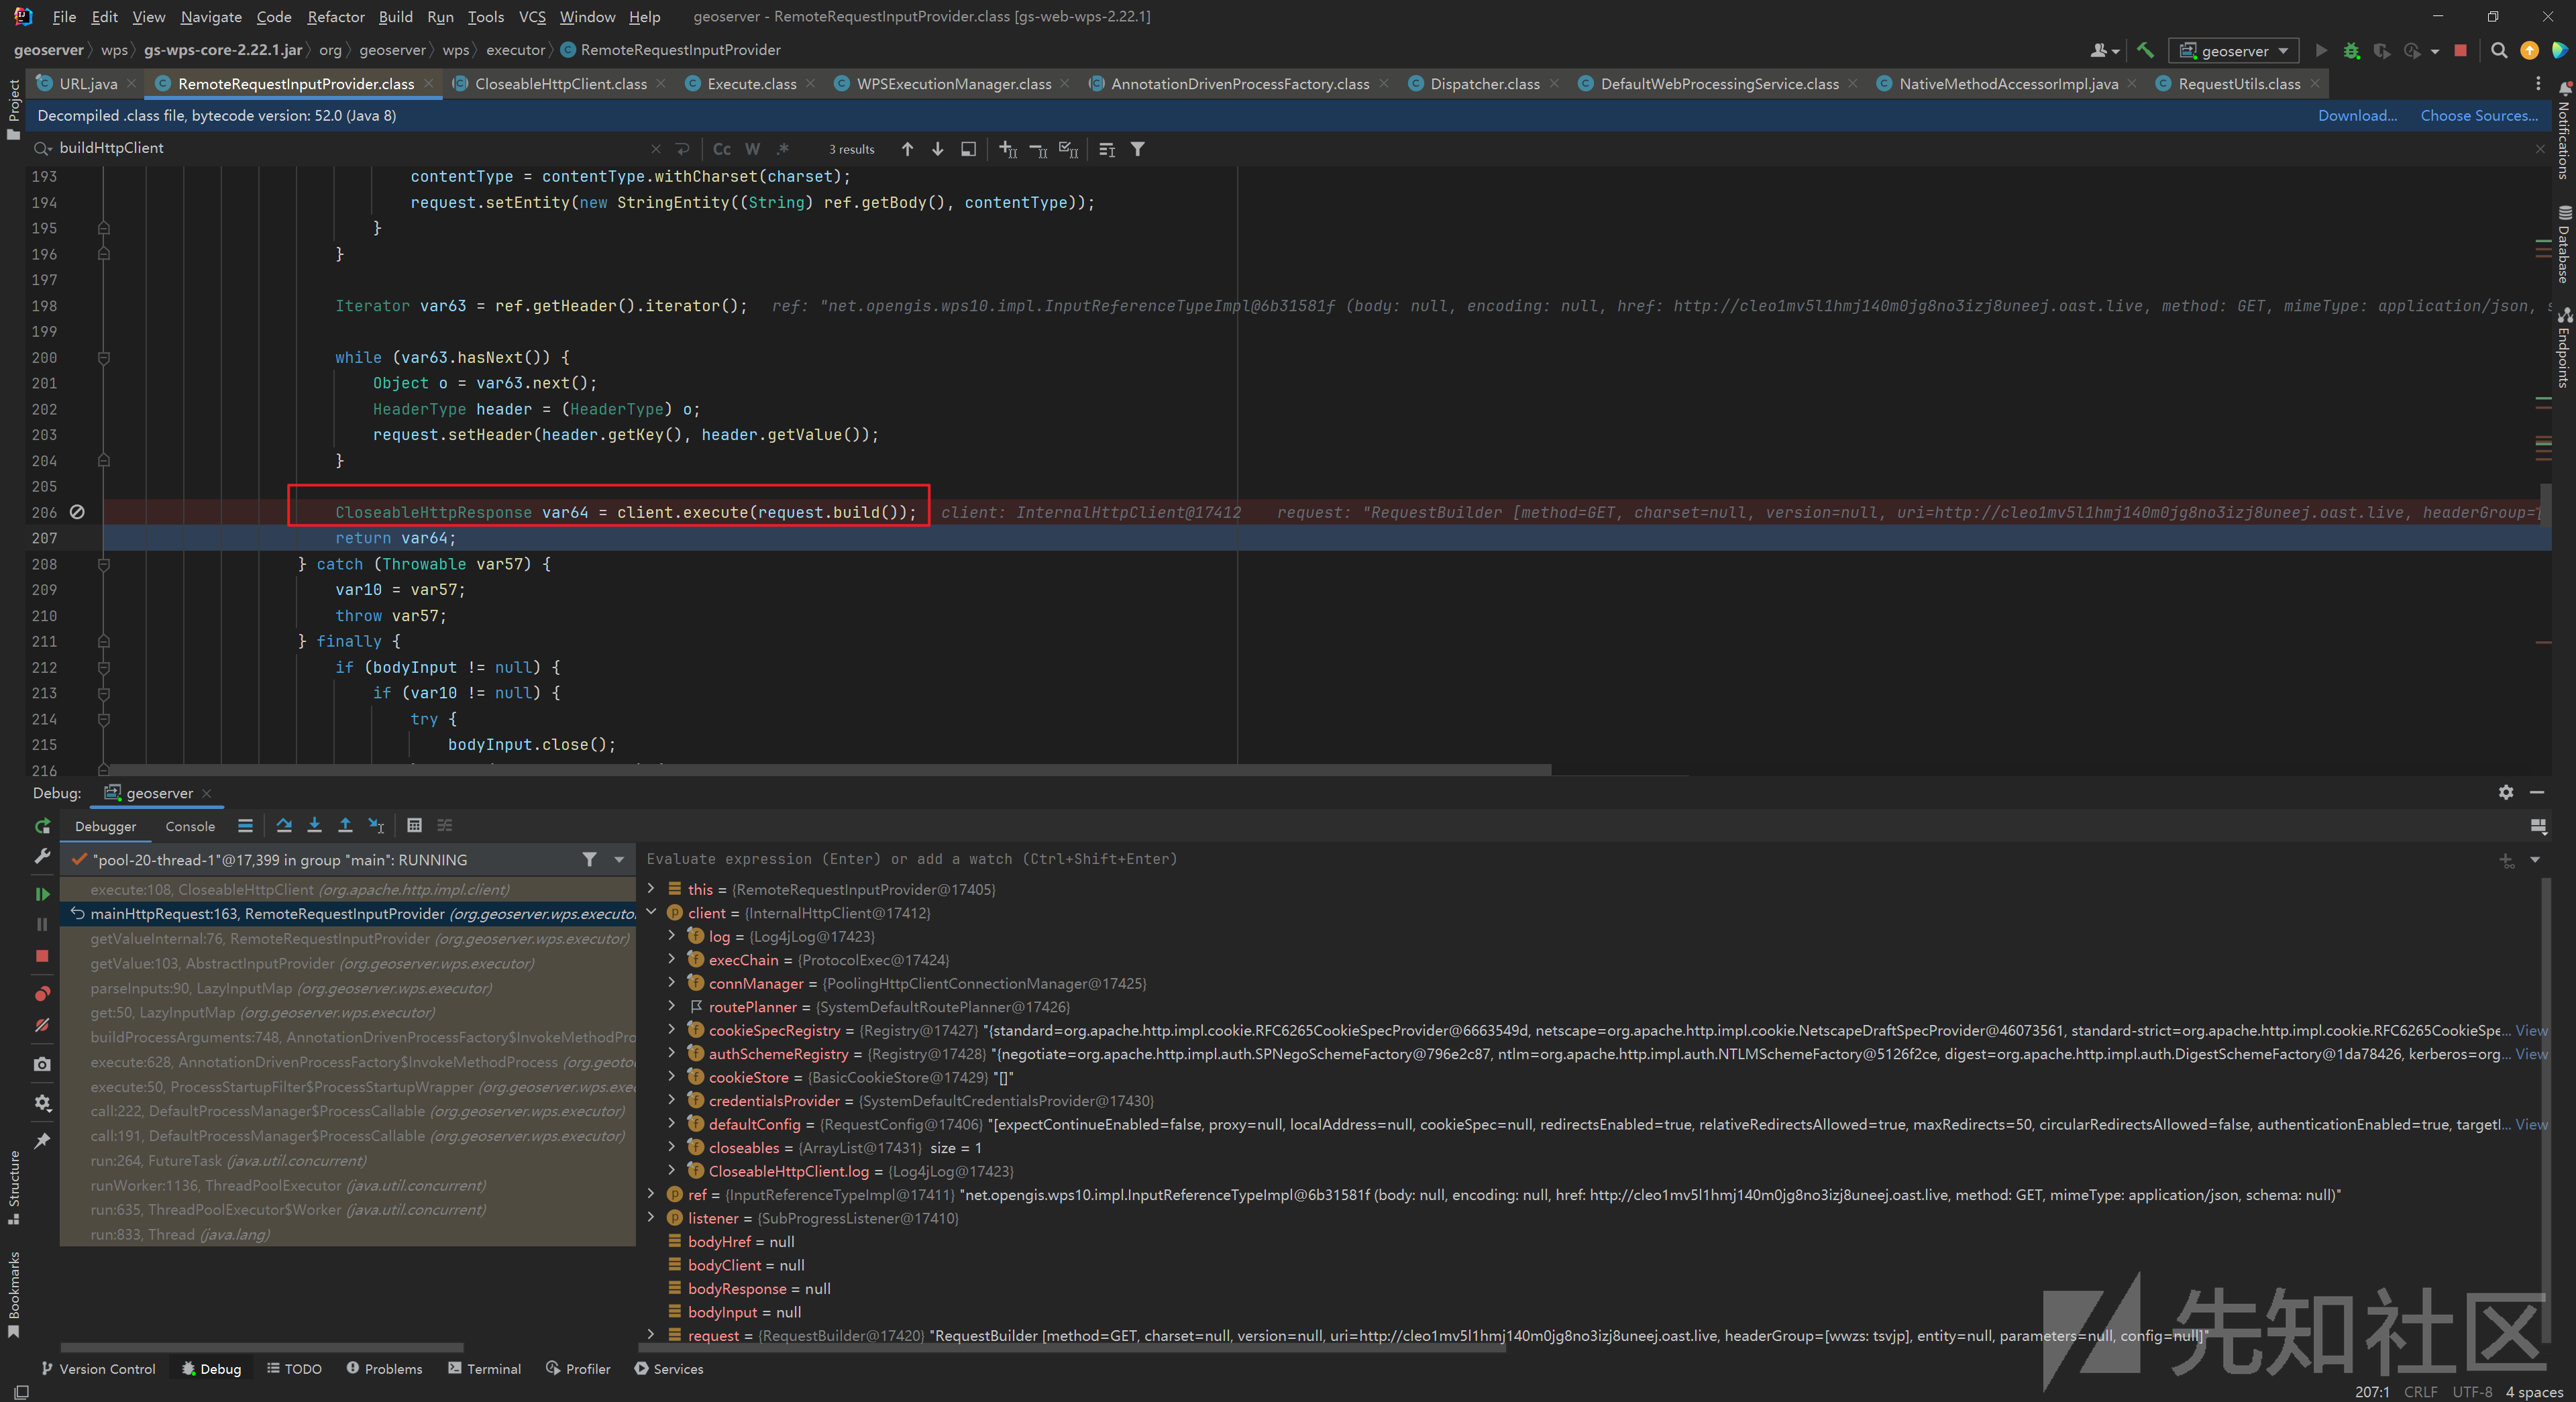 File Edit View Navigate Code Refactor Build Run Tools VCS Window Help geoserver - RemoteRequestInputProvider.class [gs-web-wps-2.22.1]
geoserver wps gs-wps-core-2.22.1.jar org geoserver wps executor RemoteRequestInputProvider geoserver
URL.java RemoteRequestInputProvider.class CloseableHttpClient.class Execute.class WPSExecutionManager.class AnnotationDrivenProcessFactory.class Dispatcher.class DefaultWebProcessingService.class NativeMethodAccessorImpl.java RequestUtils.class
Decompiled .class file, bytecode version: 52.0 (Java 8) Download... Choose Sources...
buildHttpClient Cc W .* 3 results
193 contentType = contentType.withCharset(charset);
194 request.setEntity(new StringEntity((String) ref.getBody(), contentType));
195 }
196 }
197
198 Iterator var63 = ref.getHeader().iterator(); ref: "net.opengis.wps10.impl.InputReferenceTypeImpl@6b31581f (body: null, encoding: null, href: http://cleo1mv5l1hmj140m0jg8no3izj8uneej.oast.live, method: GET, mimeType: application/json, s
199
200 while (var63.hasNext()) {
201 Object o = var63.next();
202 HeaderType header = (HeaderType) o;
203 request.setHeader(header.getKey(), header.getValue());
204 }
205
206 CloseableHttpResponse var64 = client.execute(request.build()); client: InternalHttpClient@17412 request: "RequestBuilder [method=GET, charset=null, version=null, uri=http://cleo1mv5l1hmj140m0jg8no3izj8uneej.oast.live, headerGroup=
207 return var64;
208 } catch (Throwable var57) {
209 var10 = var57;
210 throw var57;
211 } finally {
212 if (bodyInput != null) {
213 if (var10 != null) {
214 try {
215 bodyInput.close();
216
Debug: geoserver
Debugger Console
"pool-20-thread-1"@17,399 in group "main": RUNNING
execute:108, CloseableHttpClient (org.apache.http.impl.client)
mainHttpRequest:163, RemoteRequestInputProvider (org.geoserver.wps.executor
getValueInternal:76, RemoteRequestInputProvider (org.geoserver.wps.executor)
getValue:103, AbstractInputProvider (org.geoserver.wps.executor)
parseInputs:90, LazyInputMap (org.geoserver.wps.executor)
get:50, LazyInputMap (org.geoserver.wps.executor)
buildProcessArguments:748, AnnotationDrivenProcessFactory$InvokeMethodPro
execute:628, AnnotationDrivenProcessFactory$InvokeMethodProcess (org.geoto
execute:50, ProcessStartupFilter$ProcessStartupWrapper (org.geoserver.wps.exec
call:222, DefaultProcessManager$ProcessCallable (org.geoserver.wps.executor)
call:191, DefaultProcessManager$ProcessCallable (org.geoserver.wps.executor)
run:264, FutureTask (java.util.concurrent)
runWorker:1136, ThreadPoolExecutor (java.util.concurrent)
run:635, ThreadPoolExecutor$Worker (java.util.concurrent)
run:833, Thread (java.lang)
Evaluate expression (Enter) or add a watch (Ctrl+Shift+Enter)
this = {RemoteRequestInputProvider@17405}
client = {InternalHttpClient@17412}
log = {Log4jLog@17423}
execChain = {ProtocolExec@17424}
connManager = {PoolingHttpClientConnectionManager@17425}
routePlanner = {SystemDefaultRoutePlanner@17426}
cookieSpecRegistry = {Registry@17427} "{standard=org.apache.http.impl.cookie.RFC6265CookieSpecProvider@6663549d, netscape=org.apache.http.impl.cookie.NetscapeDraftSpecProvider@46073561, standard-strict=org.apache.http.impl.cookie.RFC6265CookieSpe... View
authSchemeRegistry = {Registry@17428} "{negotiate=org.apache.http.impl.auth.SPNegoSchemeFactory@796e2c87, ntlm=org.apache.http.impl.auth.NTLMSchemeFactory@5126f2ce, digest=org.apache.http.impl.auth.DigestSchemeFactory@1da78426, kerberos=org... View
cookieStore = {BasicCookieStore@17429} "[]"
credentialsProvider = {SystemDefaultCredentialsProvider@17430}
defaultConfig = {RequestConfig@17406} "[expectContinueEnabled=false, proxy=null, localAddress=null, cookieSpec=null, redirectsEnabled=true, relativeRedirectsAllowed=true, maxRedirects=50, circularRedirectsAllowed=false, authenticationEnabled=true, targetI... View
closeables = {ArrayList@17431} size = 1
CloseableHttpClient.log = {Log4jLog@17423}
ref = {InputReferenceTypeImpl@17411} "net.opengis.wps10.impl.InputReferenceTypeImpl@6b31581f (body: null, encoding: null, href: http://cleo1mv5l1hmj140m0jg8no3izj8uneej.oast.live, method: GET, mimeType: application/json, schema: null)"
listener = {SubProgressListener@17410}
bodyHref = null
bodyClient = null
bodyResponse = null
bodyInput = null
request = {RequestBuilder@17420} "RequestBuilder [method=GET, charset=null, version=null, uri=http://cleo1mv5l1hmj140m0jg8no3izj8uneej.oast.live, headerGroup=[wwzs: tsvjp], entity=null, parameters=null, config=null]"
先知社区
Version Control Debug TODO Problems Terminal Profiler Services
207:1 CRLF UTF-8 4 spaces
Project
Structure
Bookmarks
Notifications
Database
Endpoints